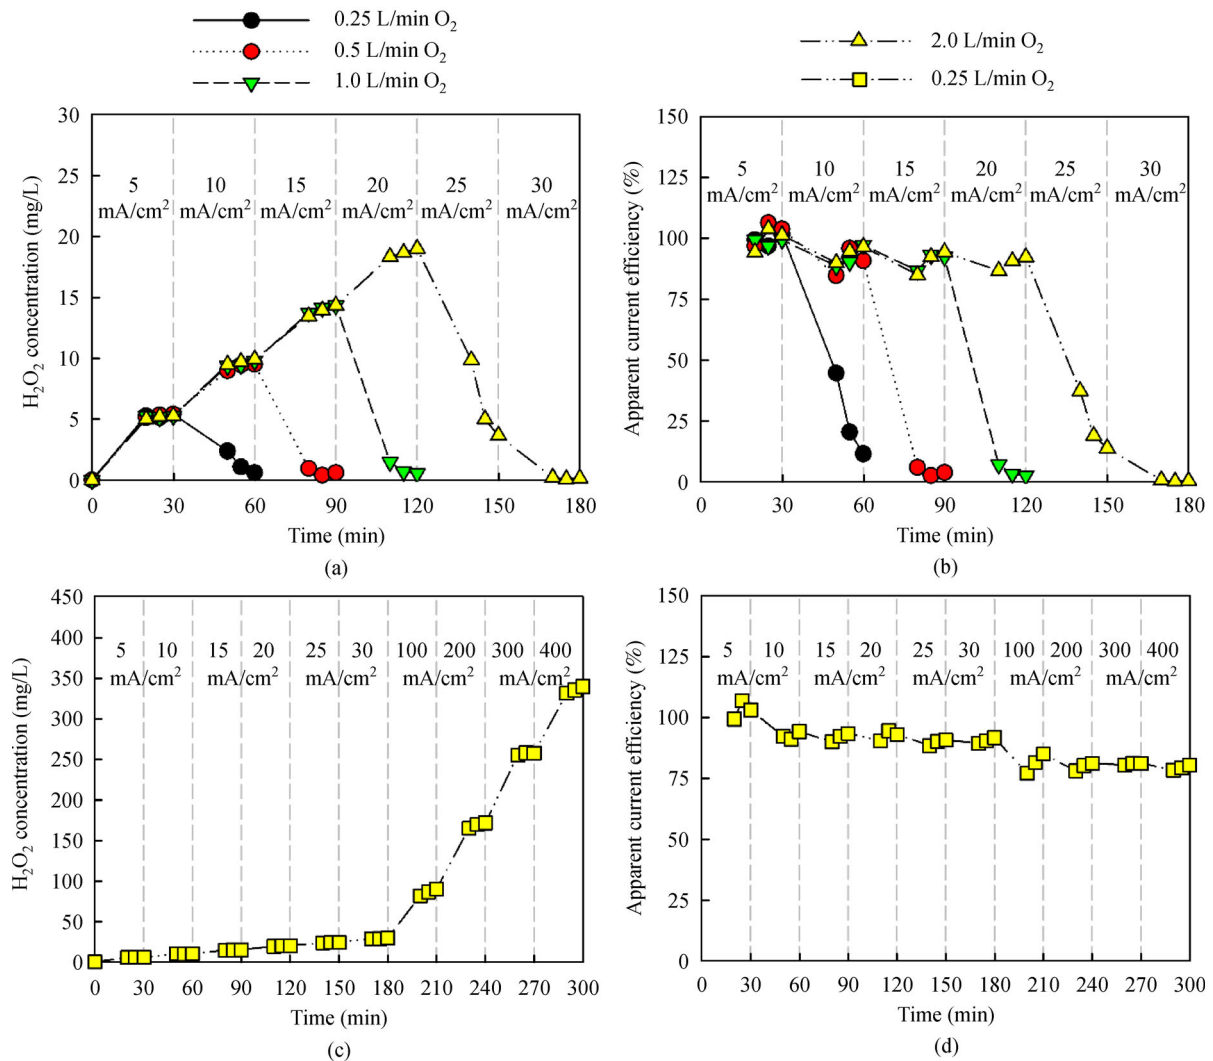 0.25 L/min O₂
0.5 L/min O₂
1.0 L/min O₂
2.0 L/min O₂
0.25 L/min O₂
H₂O₂ concentration (mg/L)
30
25
20
15
10
5
0
5 10 15 20 25 30
mA/cm² mA/cm² mA/cm² mA/cm² mA/cm² mA/cm²
0 30 60 90 120 150 180
Time (min)
(a)
Apparent current efficiency (%)
150
125
100
75
50
25
0
5 10 15 20 25 30
mA/cm² mA/cm² mA/cm² mA/cm² mA/cm² mA/cm²
0 30 60 90 120 150 180
Time (min)
(b)
H₂O₂ concentration (mg/L)
450
400
350
300
250
200
150
100
50
0
5 10 15 20 25 30 100 200 300 400
mA/cm² mA/cm² mA/cm² mA/cm² mA/cm²
0 30 60 90 120 150 180 210 240 270 300
Time (min)
(c)
Apparent current efficiency (%)
150
125
100
75
50
25
0
5 10 15 20 25 30 100 200 300 400
mA/cm² mA/cm² mA/cm² mA/cm² mA/cm²
0 30 60 90 120 150 180 210 240 270 300
Time (min)
(d)